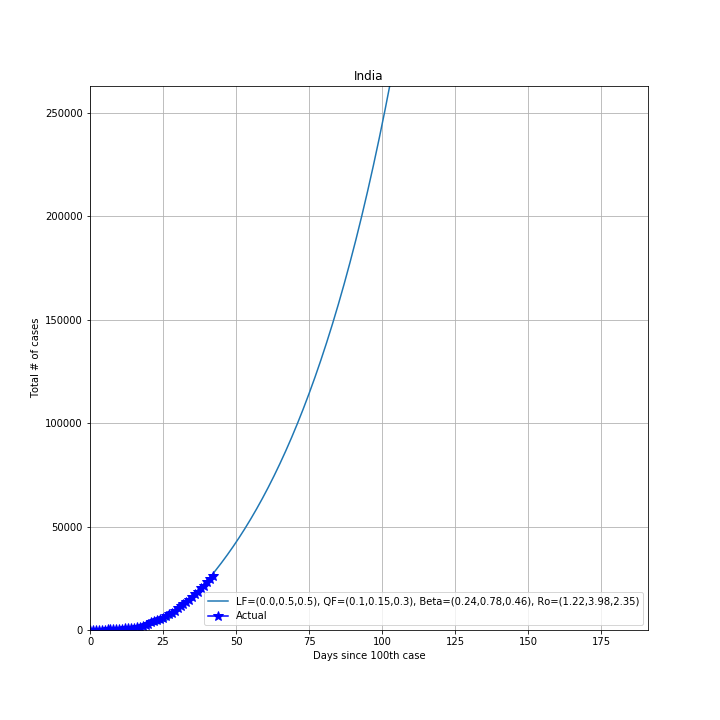 India
250000
200000
150000
100000
50000
0
Total # of cases
LF=(0.0,0.5,0.5), QF=(0.1,0.15,0.3), Beta=(0.24,0.78,0.46), Ro=(1.22,3.98,2.35)
Actual
0 25 50 75 100 125 150 175
Days since 100th case